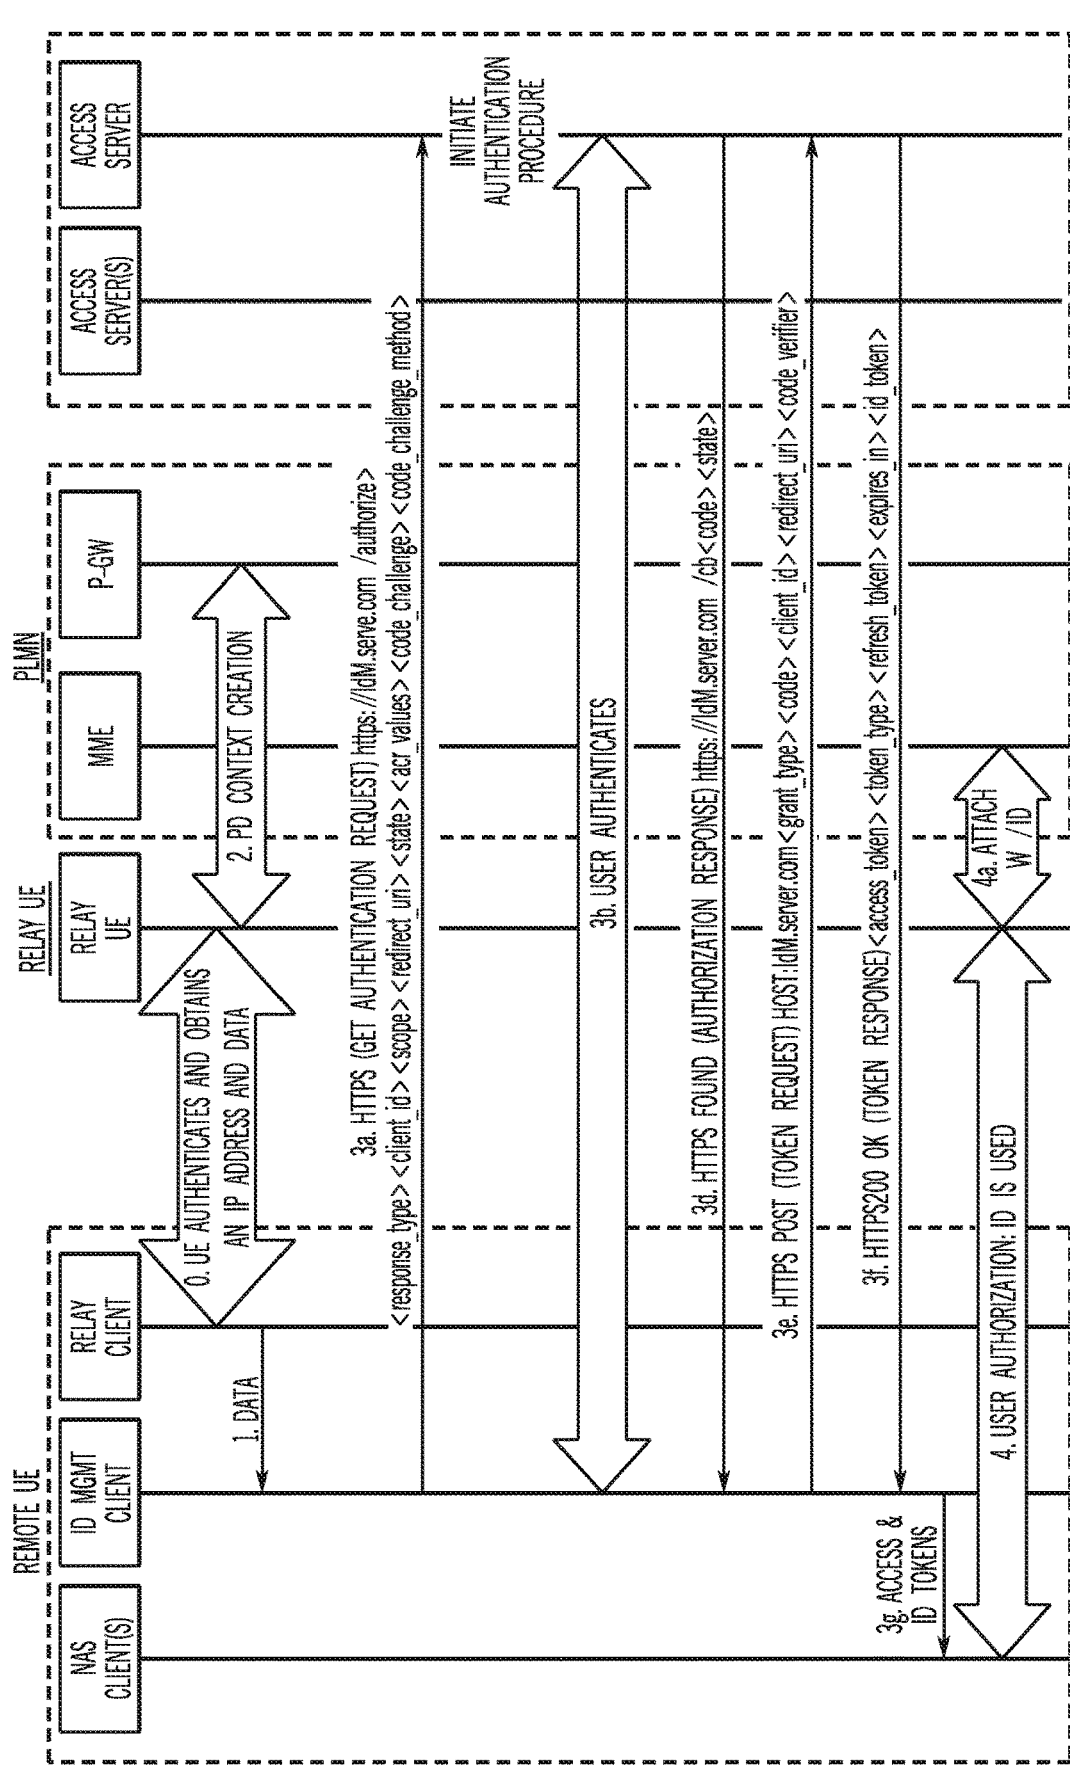 REMOTE UE
RELAY UE
PLMN
NAS
CLIENT(S)
ID MGMT
CLIENT
RELAY
CLIENT
RELAY
UE
MME
P-GW
ACCESS
SERVER(S)
ACCESS
SERVER
0. UE AUTHENTICATES AND OBTAINS
AN IP ADDRESS AND DATA
1. DATA
2. PD CONTEXT CREATION
3a. HTTPS (GET AUTHENTICATION REQUEST) https://IdM.serve.com /authorize>
<response_type> <client_id> <scope> <redirect_uri> <state> <acr_values> <code_challenge> <code_challenge_method>
INITIATE
AUTHENTICATION
PROCEDURE
3b. USER AUTHENTICATES
3d. HTTPS FOUND (AUTHORIZATION RESPONSE) https://IdM.server.com /cb<code> <state>
3e. HTTPS POST (TOKEN REQUEST) HOST:IdM.server.com<grant_type> <code> <client_id> <redirect_uri> <code_verifier>
3f. HTTPS200 OK (TOKEN RESPONSE)<access_token> <token_type> <refresh_token> <expires_in> <id_token>
3g. ACCESS &
ID TOKENS
4. USER AUTHORIZATION: ID IS USED
4a. ATTACH
W /ID